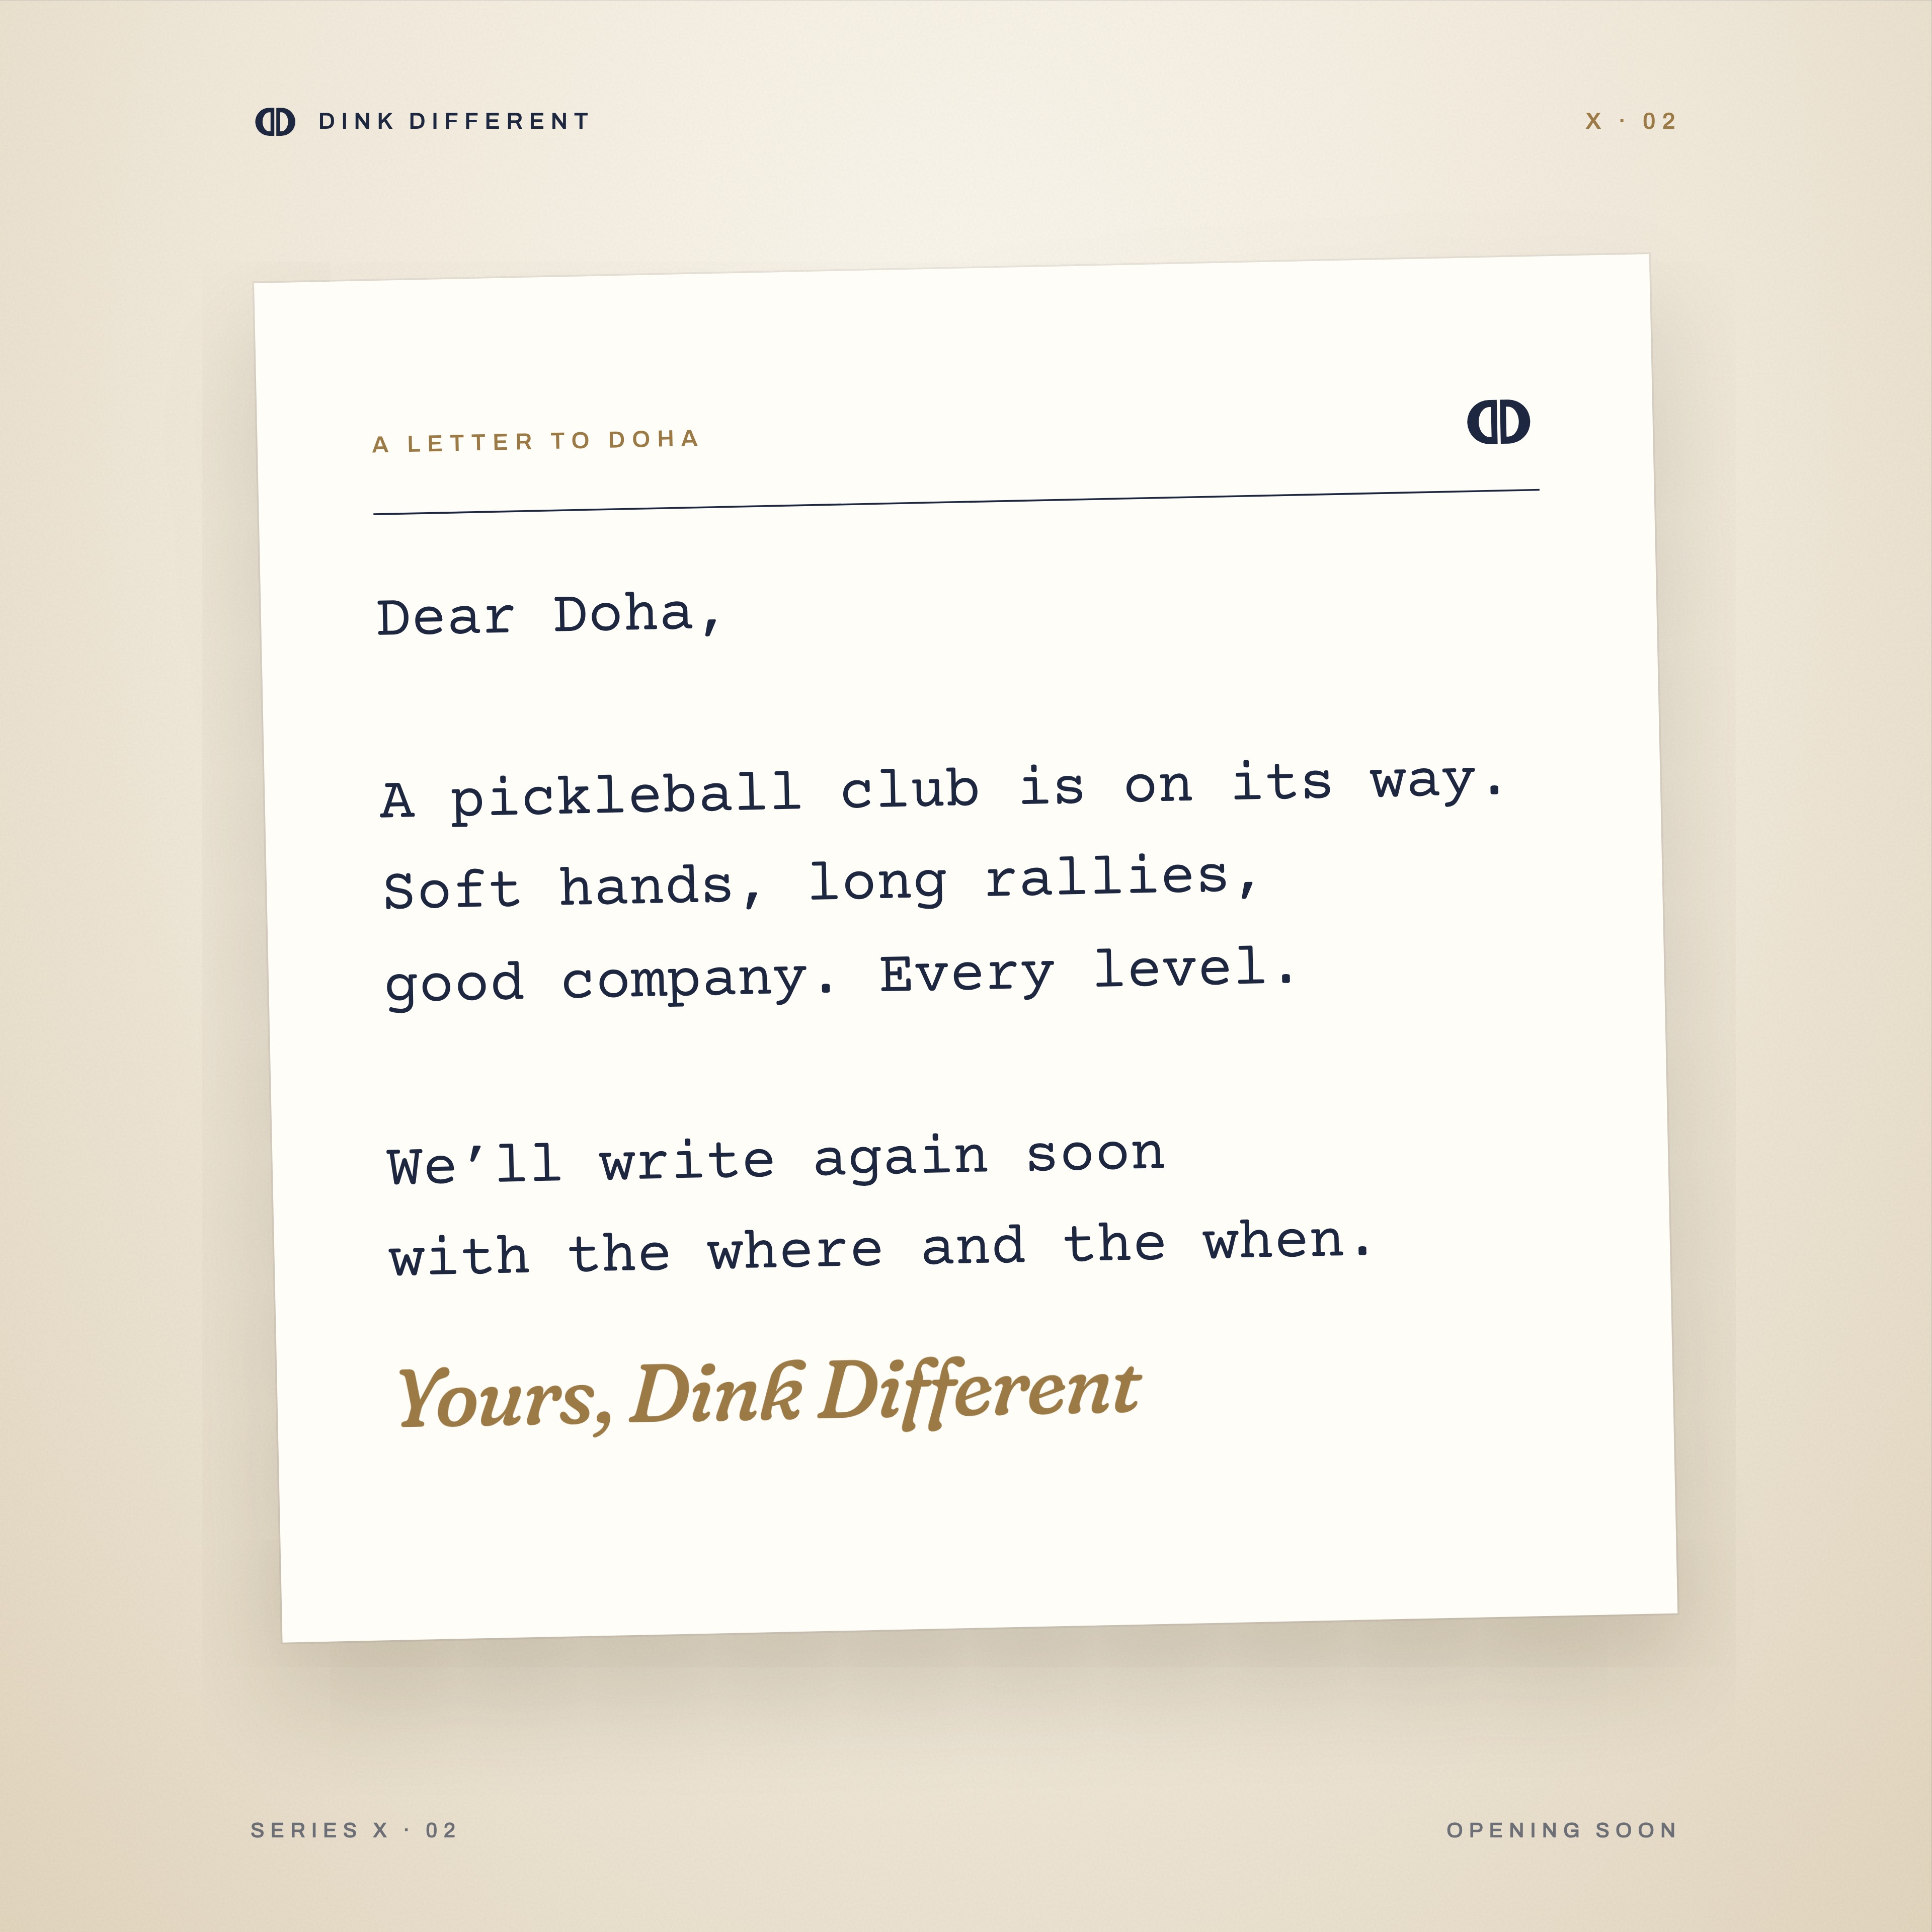 DINK DIFFERENT
X · 02
A LETTER TO DOHA
Dear Doha,
A pickleball club is on its way.
Soft hands, long rallies,
good company. Every level.
We’ll write again soon
with the where and the when.
Yours, Dink Different
SERIES X · 02
OPENING SOON